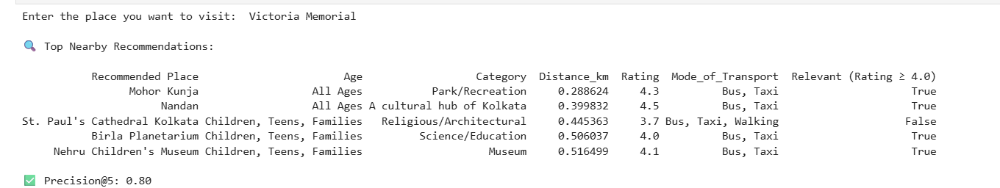 Enter the place you want to visit: Victoria Memorial
🔍 Top Nearby Recommendations:
Recommended Place Age Category Distance_km Rating Mode_of_Transport Relevant (Rating ≥ 4.0)
Mohor Kunja All Ages Park/Recreation 0.288624 4.3 Bus, Taxi True
Nandan All Ages A cultural hub of Kolkata 0.399832 4.5 Bus, Taxi True
St. Paul's Cathedral Kolkata Children, Teens, Families Religious/Architectural 0.445363 3.7 Bus, Taxi, Walking False
Birla Planetarium Children, Teens, Families Science/Education 0.506037 4.0 Bus, Taxi True
Nehru Children's Museum Children, Teens, Families Museum 0.516499 4.1 Bus, Taxi True
✅ Precision@5: 0.80